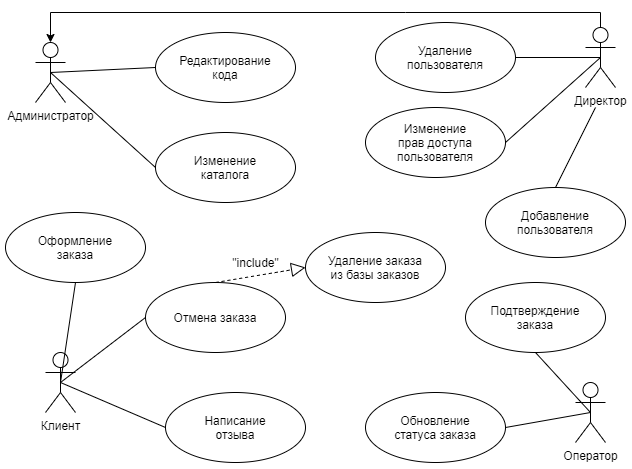 Редактирование
кода
Удаление
пользователя
Администратор
Директор
Изменение
прав доступа
пользователя
Изменение
каталога
Добавление
пользователя
Оформление
заказа
"include"
Удаление заказа
из базы заказов
Отмена заказа
Подтверждение
заказа
Клиент
Написание
отзыва
Обновление
статуса заказа
Оператор